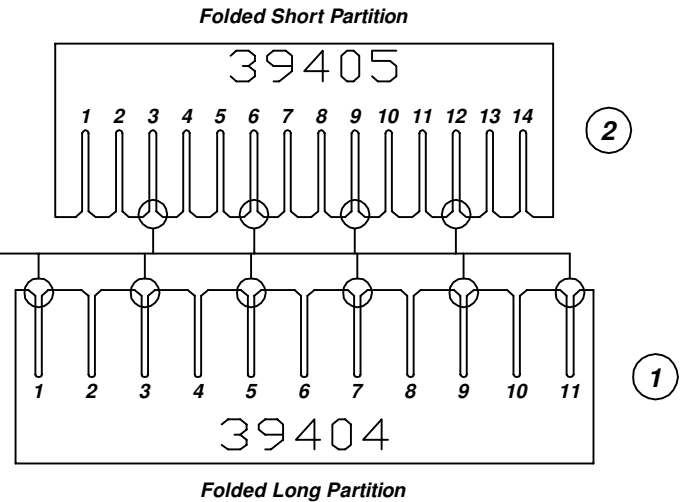 Folded Short Partition
39405
1 2 3 4 5 6 7 8 9 10 11 12 13 14
2
1 2 3 4 5 6 7 8 9 10 11
1
39404
Folded Long Partition